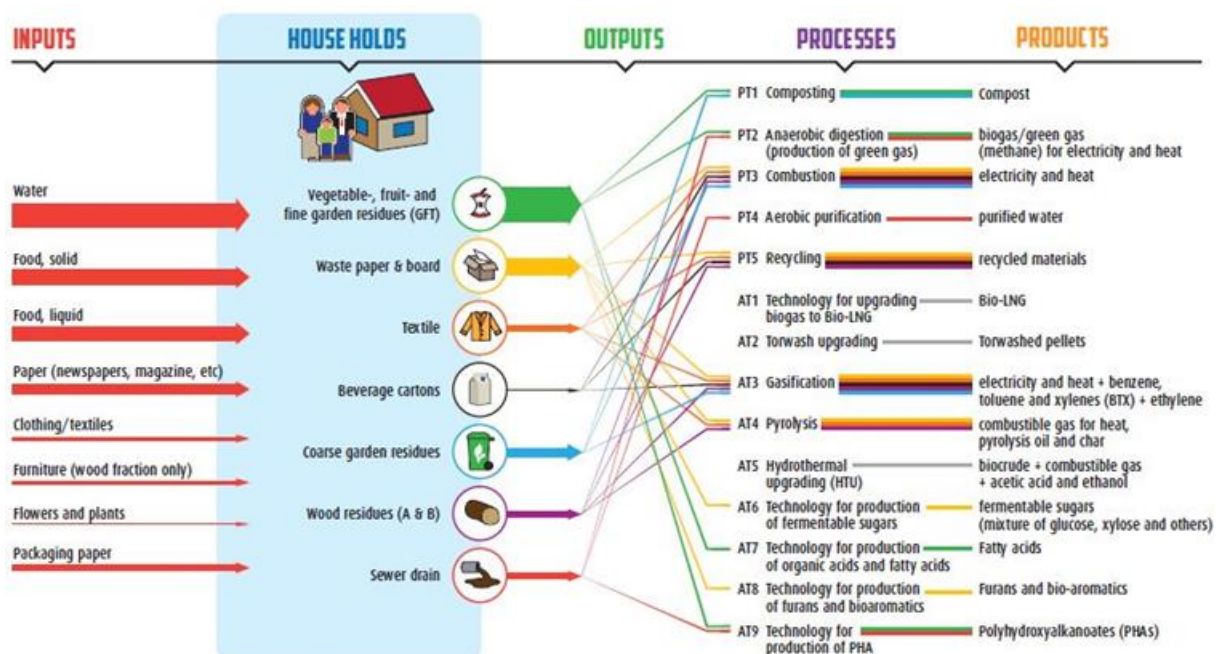 INPUTS
HOUSE HOLDS
OUTPUTS
PROCESSES
PRODUCTS
Water
Food, solid
Food, liquid
Paper (newspapers, magazine, etc)
Clothing/textiles
Furniture (wood fraction only)
Flowers and plants
Packaging paper
Vegetable-, fruit- and
fine garden residues (GFT)
Waste paper & board
Textile
Beverage cartons
Coarse garden residues
Wood residues (A & B)
Sewer drain
PT1 Composting
Compost
PT2 Anaerobic digestion
(production of green gas)
biogas/green gas
(methane) for electricity and heat
PT3 Combustion
electricity and heat
PT4 Aerobic purification
purified water
PT5 Recycling
recycled materials
AT1 Technology for upgrading
biogas to Bio-LNG
Bio-LNG
AT2 Torwash upgrading
Torwashed pellets
AT3 Gasification
electricity and heat + benzene,
toluene and xylenes (BTX) + ethylene
AT4 Pyrolysis
combustible gas for heat,
pyrolysis oil and char
AT5 Hydrothermal
upgrading (HTU)
biocrude + combustible gas
+ acetic acid and ethanol
AT6 Technology for production
of fermentable sugars
fermentable sugars
(mixture of glucose, xylose and others)
AT7 Technology for production
of organic acids and fatty acids
Fatty acids
AT8 Technology for production
of furans and bioaromatics
Furans and bio-aromatics
AT9 Technology for
production of PHA
Polyhydroxyalkanoates (PHAs)